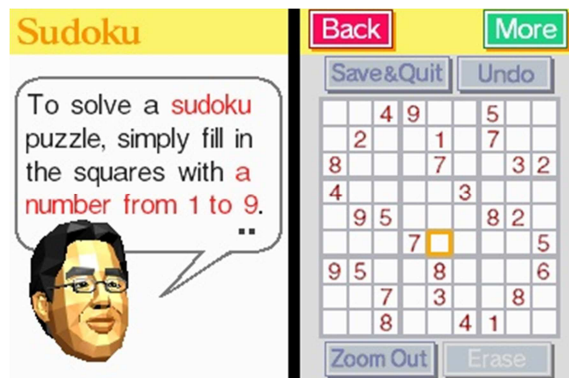 Sudoku
To solve a sudoku
puzzle, simply fill in
the squares with a
number from 1 to 9.
Back
More
Save&Quit
Undo
4 9 5
2 1 7
8 7 3 2
4 3
9 5 8 2
7 5
9 5 8 6
7 3 8
8 4 1
Zoom Out
Erase